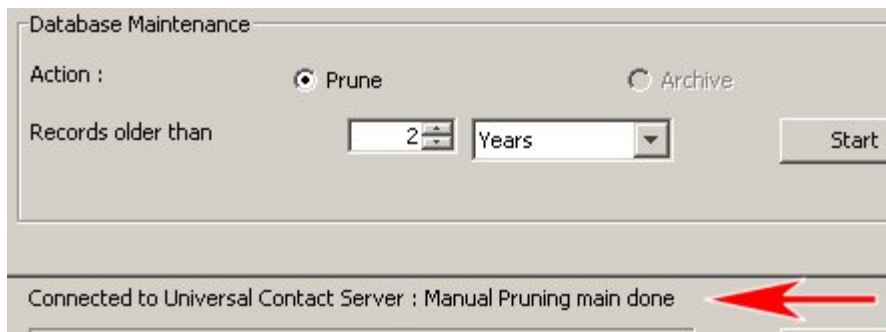 Database Maintenance
Action :
Prune
Archive
Records older than
2
Years
Start
Connected to Universal Contact Server : Manual Pruning main done